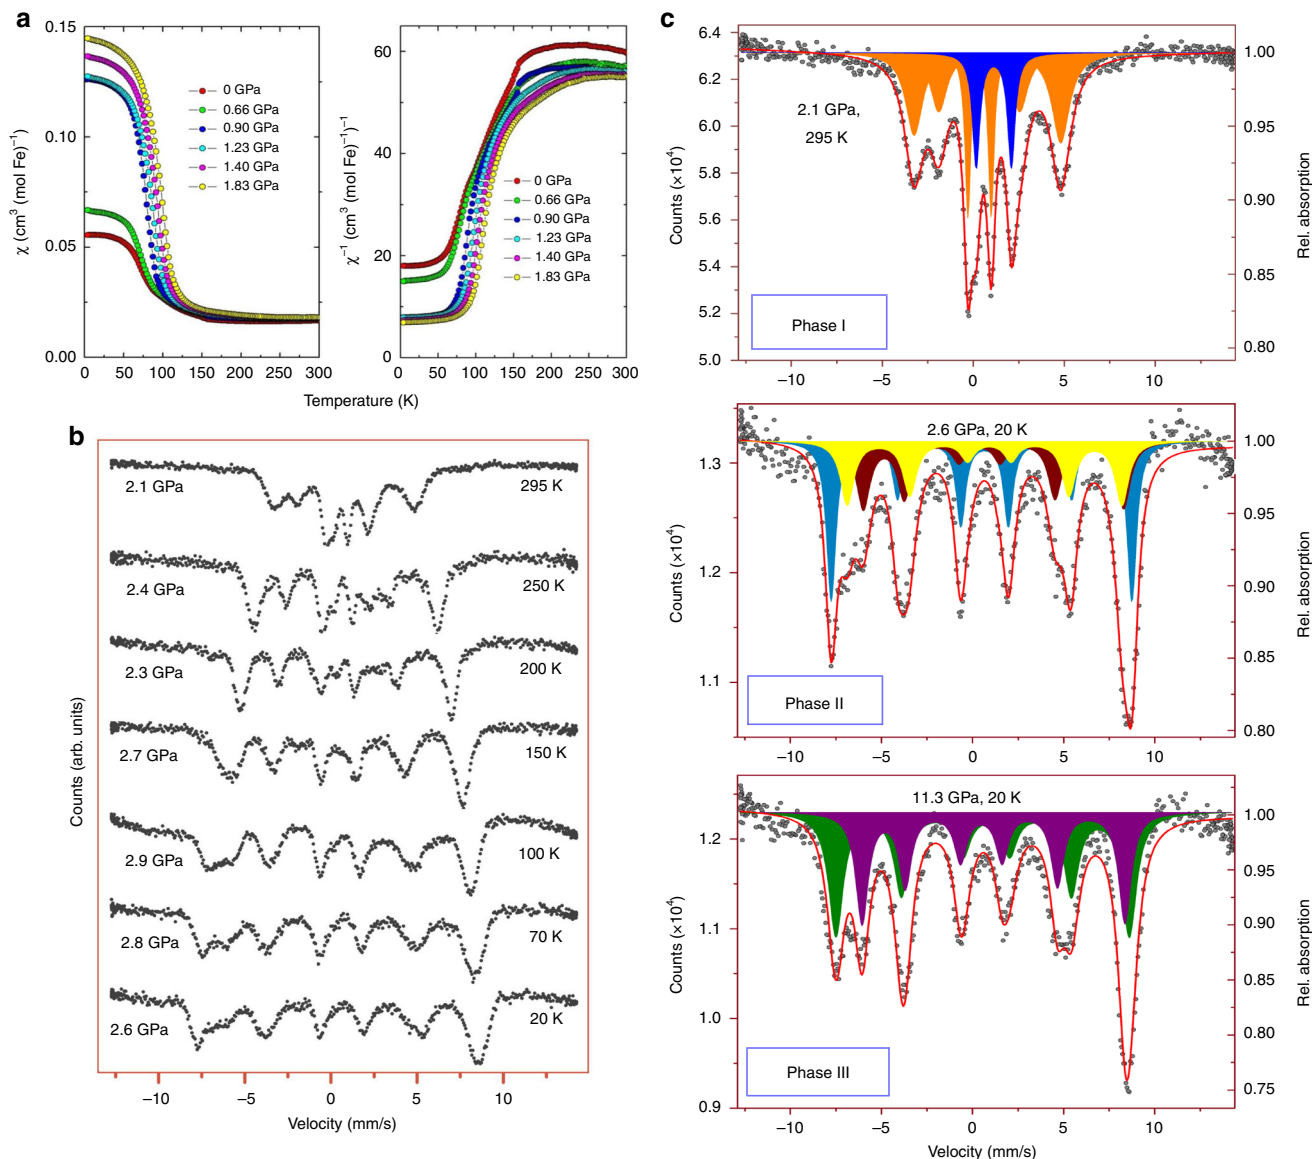 a
0.15
0.10
0.05
0.00
χ (cm³ (mol Fe)⁻¹)
0 GPa
0.66 GPa
0.90 GPa
1.23 GPa
1.40 GPa
1.83 GPa
0 50 100 150 200 250 300
60
40
20
0
χ⁻¹ (cm³ (mol Fe)⁻¹)⁻¹
0 GPa
0.66 GPa
0.90 GPa
1.23 GPa
1.40 GPa
1.83 GPa
0 50 100 150 200 250 300
Temperature (K)
b
2.1 GPa 295 K
2.4 GPa 250 K
2.3 GPa 200 K
2.7 GPa 150 K
2.9 GPa 100 K
2.8 GPa 70 K
2.6 GPa 20 K
Counts (arb. units)
−10 −5 0 5 10
Velocity (mm/s)
c
6.4
6.2
6.0
5.8
5.6
5.4
5.2
5.0
Counts (×10⁴)
2.1 GPa,
295 K
Phase I
1.00
0.95
0.90
0.85
0.80
Rel. absorption
−10 −5 0 5 10
2.6 GPa, 20 K
1.3
1.2
1.1
Counts (×10⁴)
Phase II
1.00
0.95
0.90
0.85
0.80
Rel. absorption
−10 −5 0 5 10
11.3 GPa, 20 K
1.2
1.1
1.0
0.9
Counts (×10⁴)
Phase III
1.00
0.95
0.90
0.85
0.80
0.75
Rel. absorption
−10 −5 0 5 10
Velocity (mm/s)